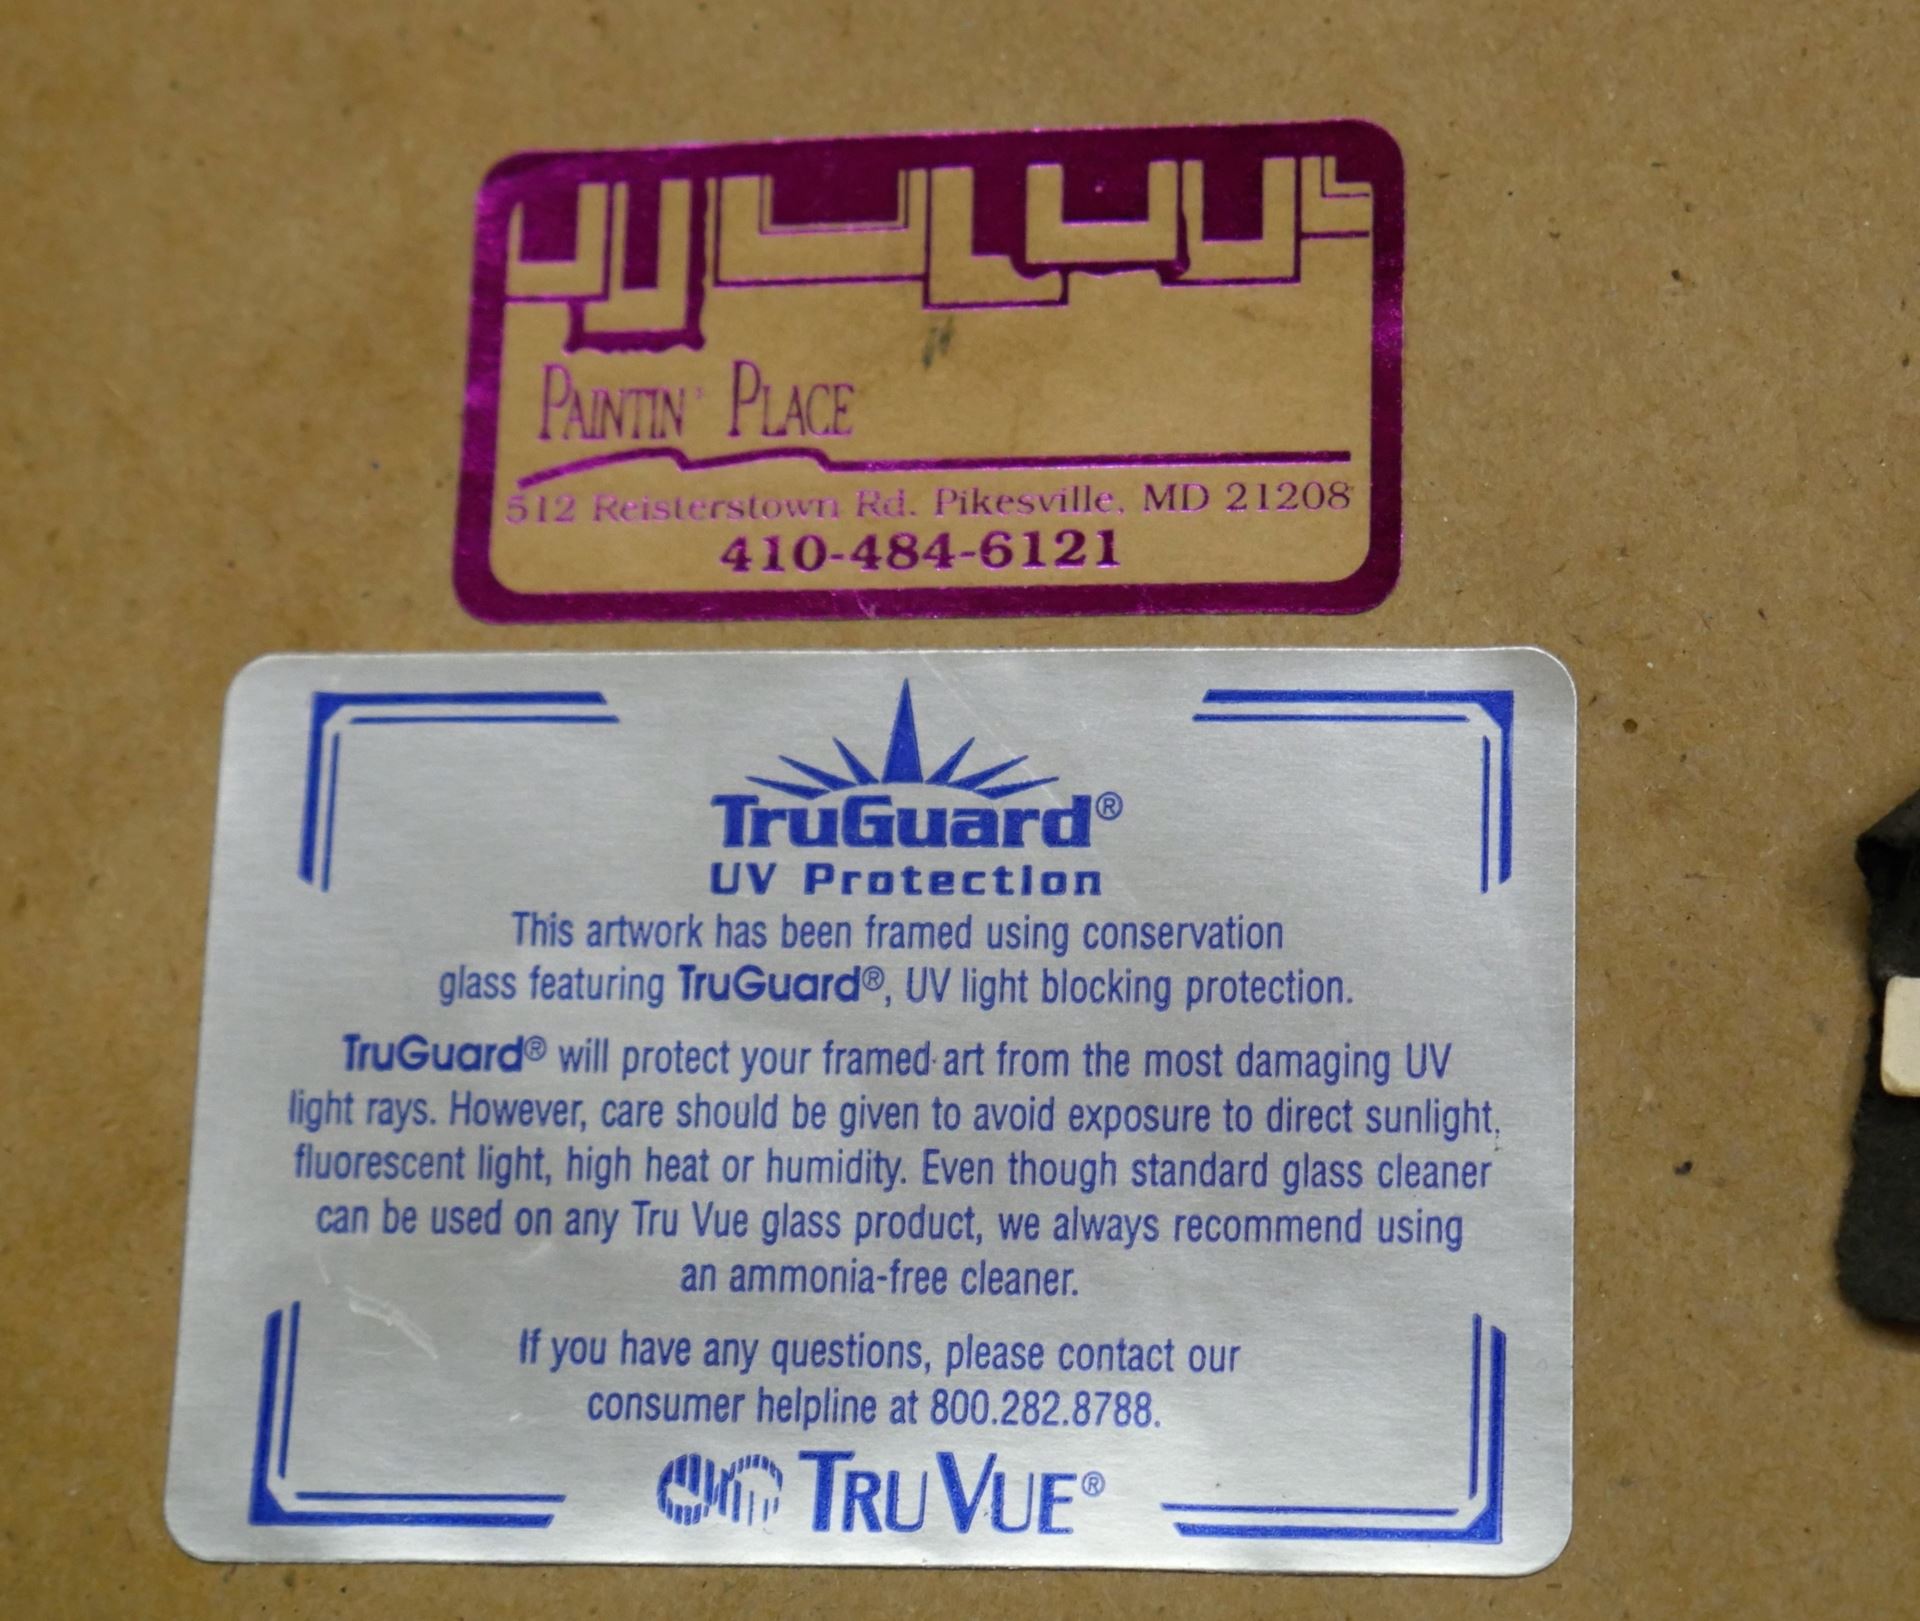 PAINTIN' PLACE
512 Reisterstown Rd. Pikesville, MD 21208
410-484-6121
TruGuard®
UV Protection
This artwork has been framed using conservation
glass featuring TruGuard®, UV light blocking protection.
TruGuard® will protect your framed art from the most damaging UV
light rays. However, care should be given to avoid exposure to direct sunlight,
fluorescent light, high heat or humidity. Even though standard glass cleaner
can be used on any Tru Vue glass product, we always recommend using
an ammonia-free cleaner.
If you have any questions, please contact our
consumer helpline at 800.282.8788.
TRU VUE®